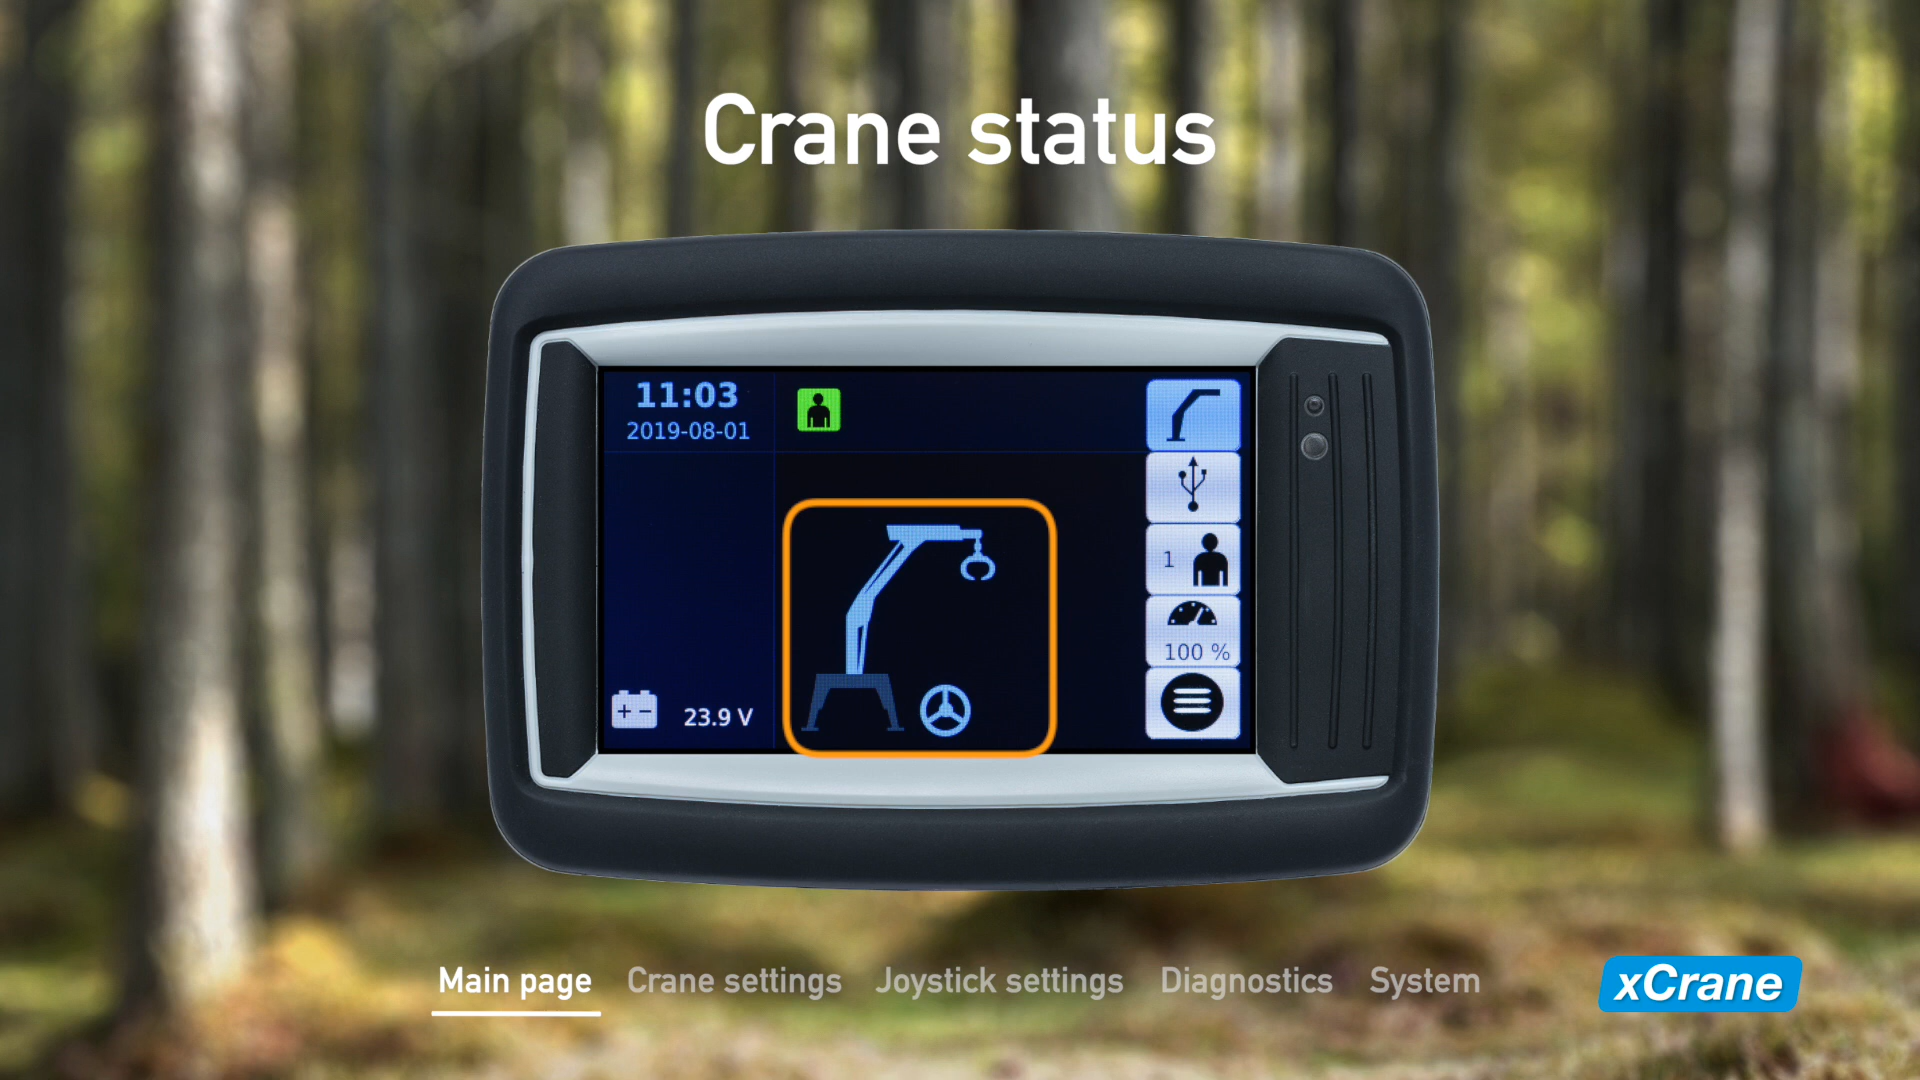 Crane status
11:03
2019-08-01
1
100 %
23.9 V
Main page Crane settings Joystick settings Diagnostics System
xCrane